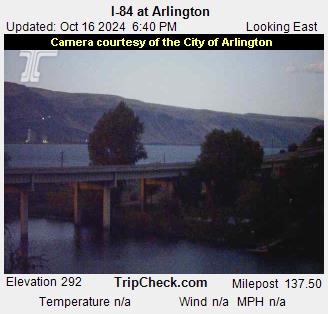 I-84 at Arlington
Updated: Oct 16 2024 6:40 PM Looking East
Camera courtesy of the City of Arlington
Elevation 292 TripCheck.com Milepost 137.50
Temperature n/a Wind n/a MPH n/a